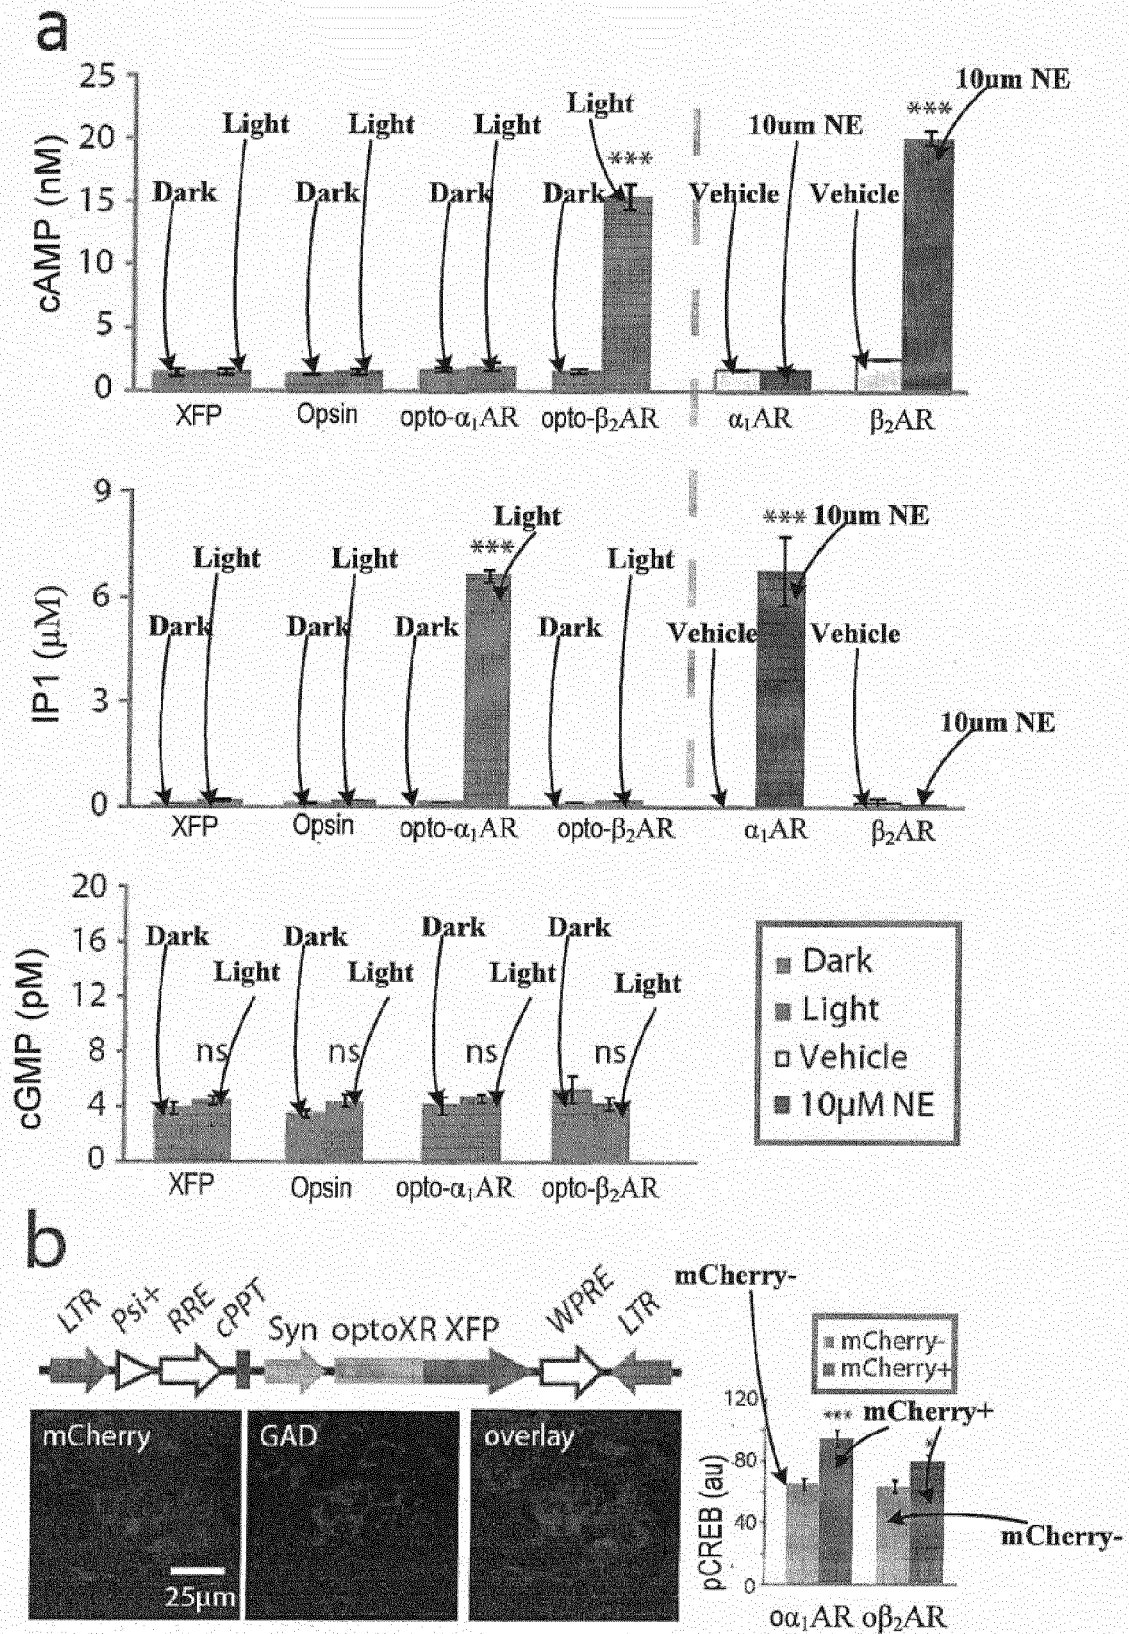 a
25
20
15
10
5
0
cAMP (nM)
Dark
Light
Dark
Light
Dark
Light
Dark
Light
***
Vehicle
10um NE
Vehicle
***
10um NE
XFP
Opsin
opto-α₁AR
opto-β₂AR
α₁AR
β₂AR
9
6
3
0
IP1 (µM)
Dark
Light
Dark
Light
Dark
***
Light
Dark
Light
Vehicle
***
10um NE
Vehicle
10um NE
XFP
Opsin
opto-α₁AR
opto-β₂AR
α₁AR
β₂AR
20
16
12
8
4
0
cGMP (pM)
Dark
Light
ns
Dark
Light
ns
Dark
Light
ns
Dark
Light
ns
XFP
Opsin
opto-α₁AR
opto-β₂AR
Dark
Light
Vehicle
10µM NE
b
LTR
Psi+
RRE
cPPT
Syn
optoXR
XFP
WPRE
LTR
mCherry
25µm
GAD
overlay
mCherry-
mCherry-
mCherry+
120
80
40
0
pCREB (au)
***
mCherry+
*
mCherry-
oα₁AR
oβ₂AR